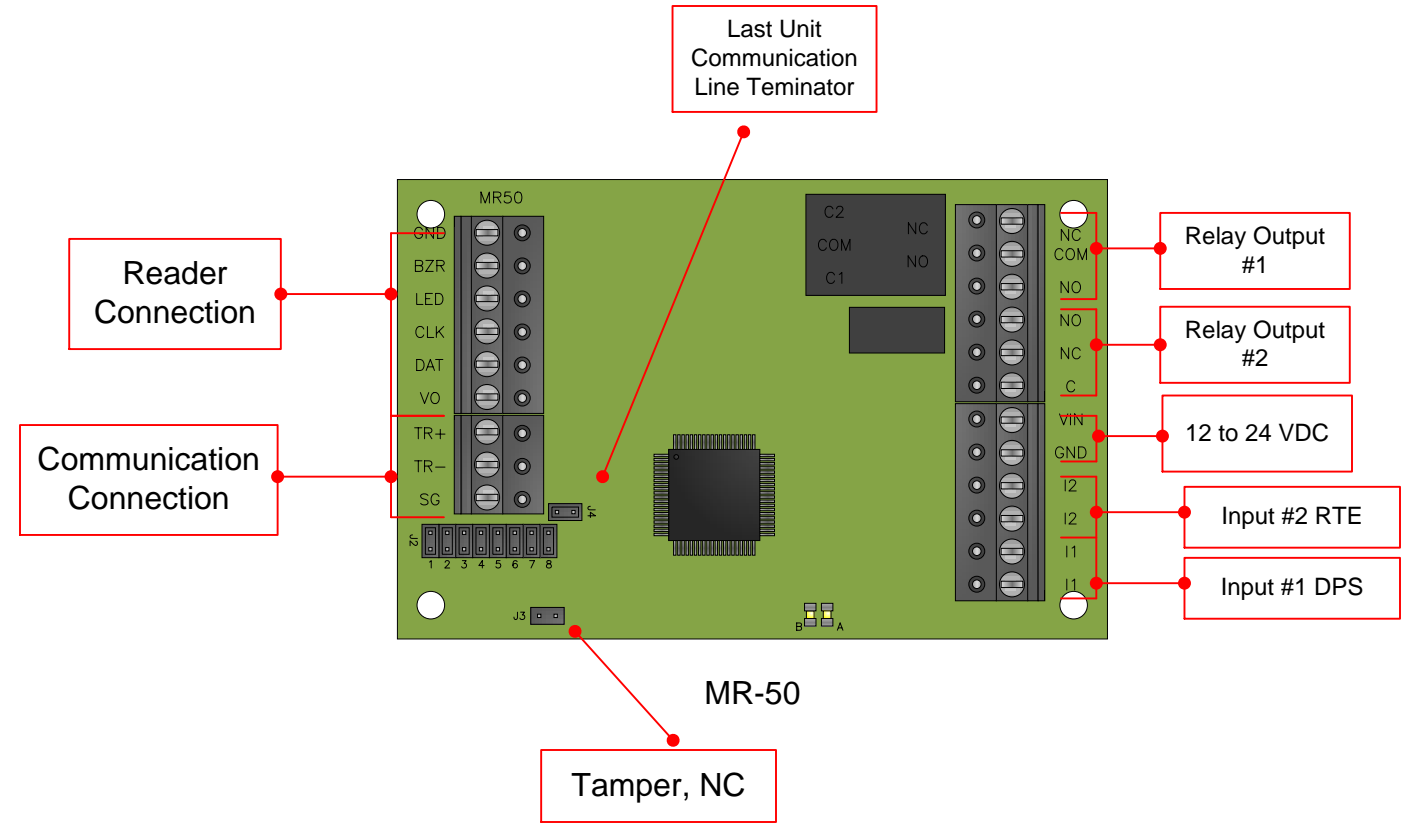 Last Unit
Communication
Line Teminator
MR50
GND
BZR
LED
CLK
DAT
VO
TR+
TR-
SG
Reader
Connection
Communication
Connection
C2
COM
C1
NC
NO
NC
COM
NO
NO
NC
C
VIN
GND
I2
I2
I1
I1
Relay Output
#1
Relay Output
#2
12 to 24 VDC
Input #2 RTE
Input #1 DPS
J4
J2
1 2 3 4 5 6 7 8
J3
B A
MR-50
Tamper, NC